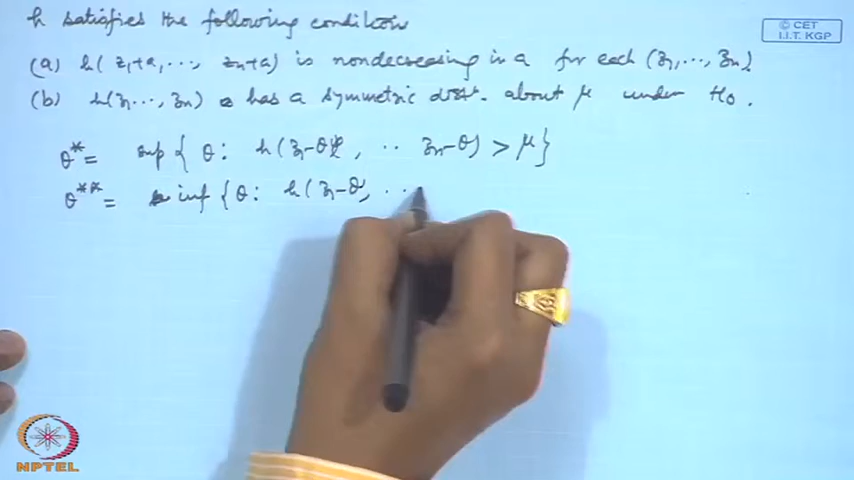 h satisfies the following conditions
© CET
I.I.T. KGP
(a) h(z₁+a, ..., zₙ+a) is nondecreasing in a for each (z₁, ..., zₙ)
(b) h(z₁..., zₙ) has a symmetric distⁿ. about μ under H₀.
θ* = sup { θ: h(z₁-θ, .. zₙ-θ) > μ }
θ** = inf { θ: h(z₁-θ, ..
NPTEL